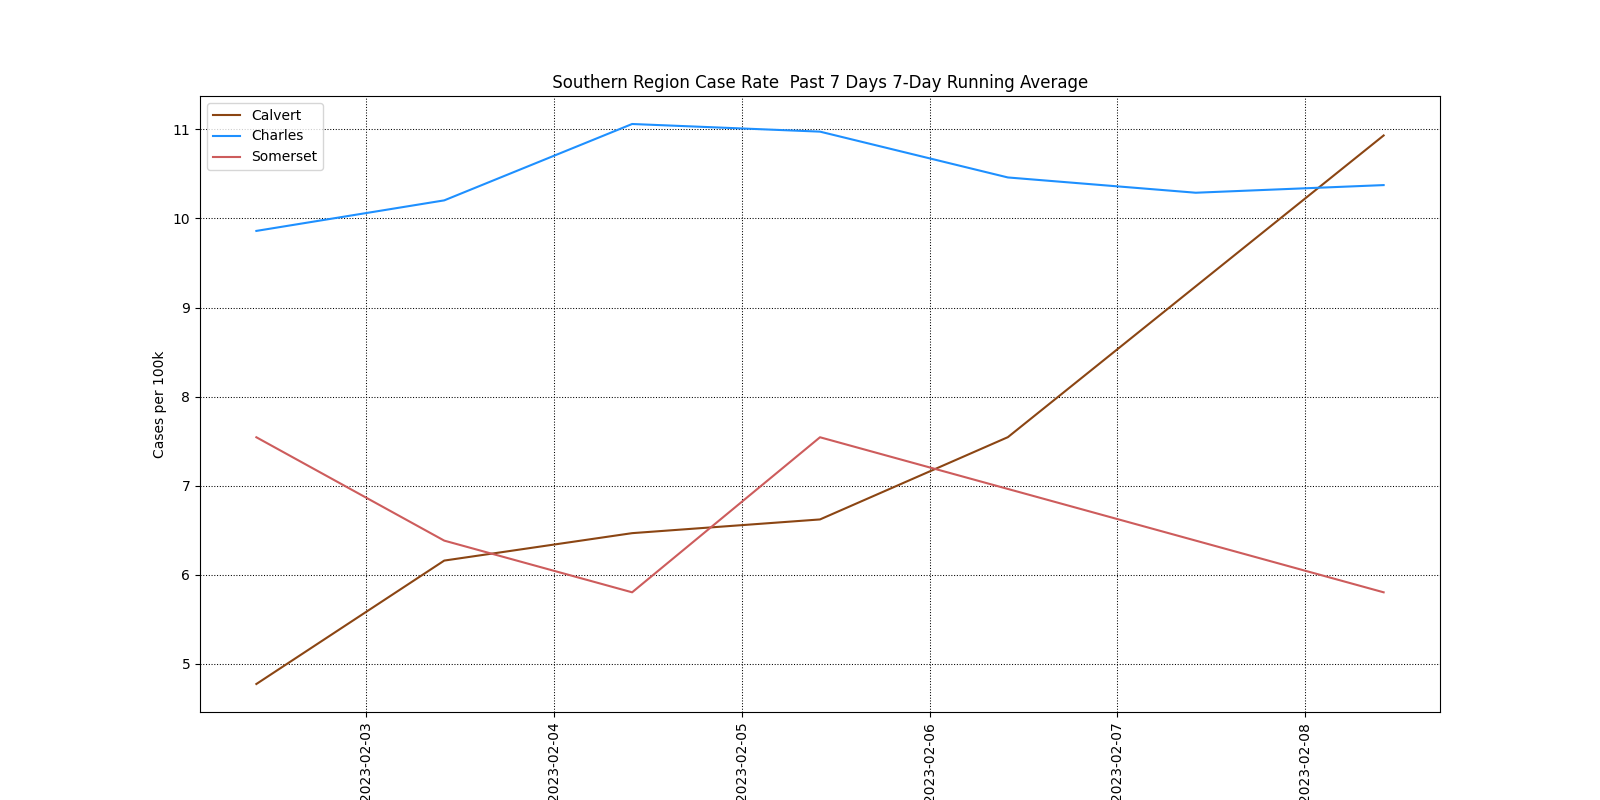 Southern Region Case Rate  Past 7 Days 7-Day Running Average
Calvert
Charles
Somerset
Cases per 100k
11
10
9
8
7
6
5
2023-02-03
2023-02-04
2023-02-05
2023-02-06
2023-02-07
2023-02-08